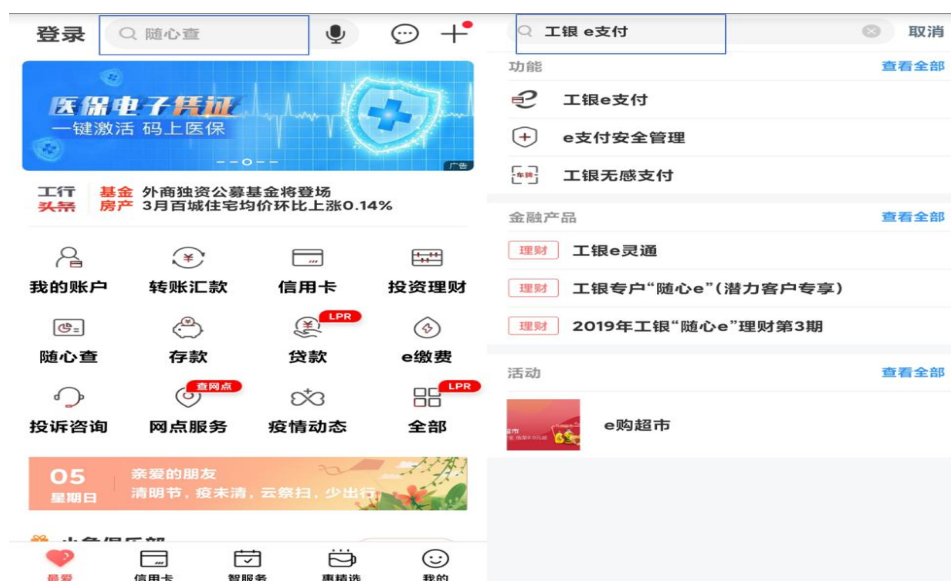 登录
随心查
医保电子凭证
一键激活 码上医保
广告
工行
头条
基金 外商独资公募基金将登场
房产 3月百城住宅均价环比上涨0.14%
我的账户
转账汇款
信用卡
投资理财
LPR
随心查
存款
贷款
e缴费
查网点
LPR
投诉咨询
网点服务
疫情动态
全部
05
星期日
亲爱的朋友
清明节,疫未清,云祭扫,少出行
最爱
信用卡
智服务
惠精选
我的
工银 e支付
取消
功能
查看全部
工银e支付
e支付安全管理
车牌
工银无感支付
金融产品
查看全部
理财 工银e灵通
理财 工银专户“随心e”(潜力客户专享)
理财 2019年工银“随心e”理财第3期
活动
查看全部
e购超市